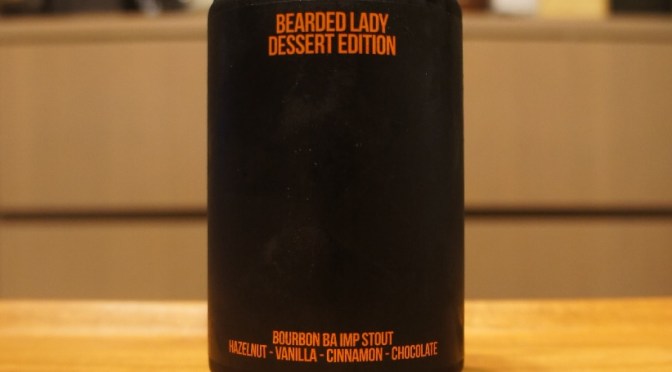 BEARDED LADY
DESSERT EDITION
BOURBON BA IMP STOUT
HAZELNUT - VANILLA - CINNAMON - CHOCOLATE